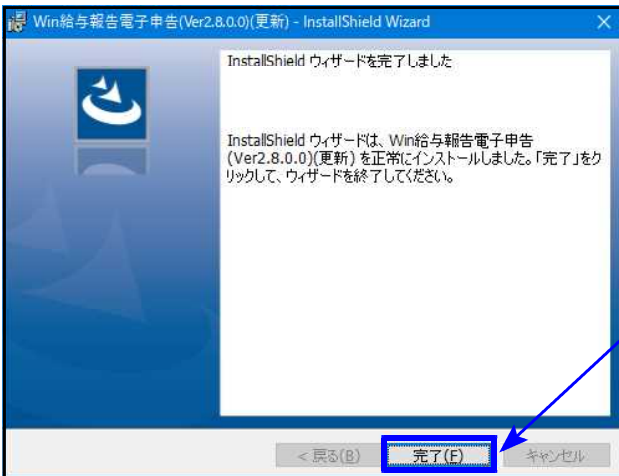 Win給与報告電子申告(Ver2.8.0.0)(更新) - InstallShield Wizard
InstallShield ウィザードを完了しました
InstallShield ウィザードは、Win給与報告電子申告
(Ver2.8.0.0)(更新) を正常にインストールしました。「完了」をク
リックして、ウィザードを終了してください。
< 戻る(B)
完了(F)
キャンセル